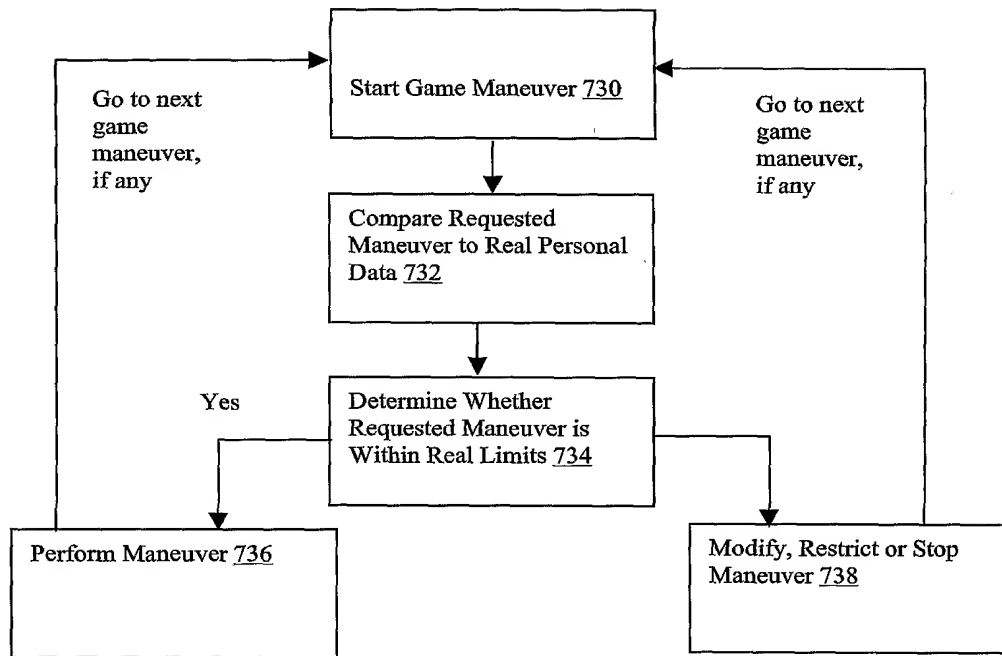 Start Game Maneuver 730
Go to next
game
maneuver,
if any
Go to next
game
maneuver,
if any
Compare Requested
Maneuver to Real Personal
Data 732
Yes
Determine Whether
Requested Maneuver is
Within Real Limits 734
Perform Maneuver 736
Modify, Restrict or Stop
Maneuver 738